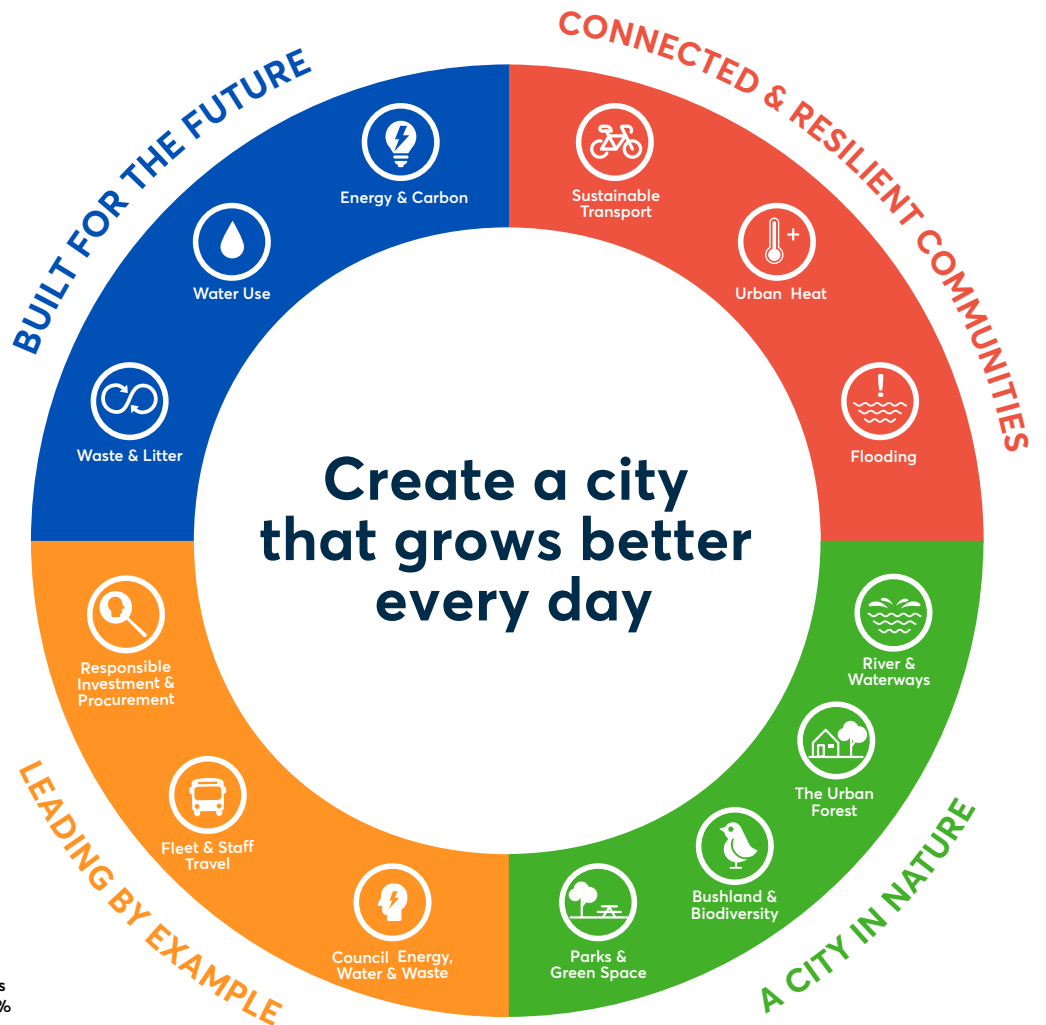 CONNECTED & RESILIENT COMMUNITIES
BUILT FOR THE FUTURE
Energy & Carbon
Sustainable
Transport
Water Use
Urban Heat
Waste & Litter
Flooding
Create a city
that grows better
every day
Responsible
Investment &
Procurement
River &
Waterways
The Urban
Forest
Fleet & Staff
Travel
Bushland &
Biodiversity
Council Energy,
Water & Waste
Parks &
Green Space
LEADING BY EXAMPLE
A CITY IN NATURE
s
%